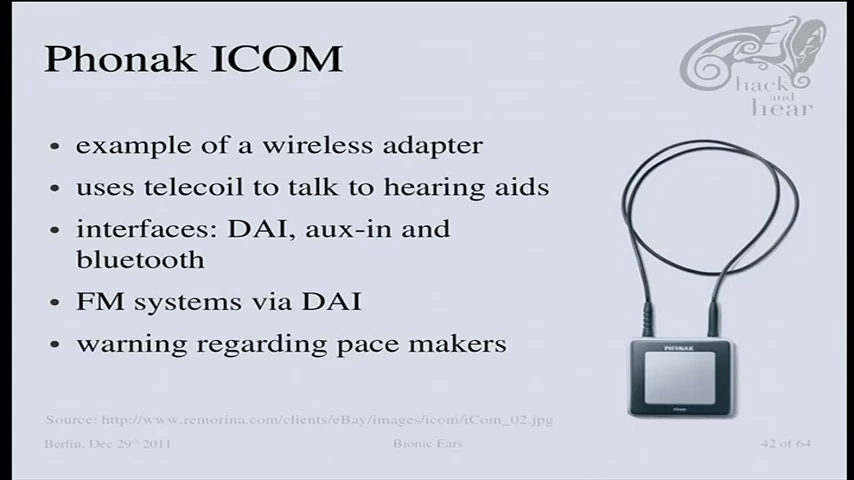 Phonak ICOM
hack
and
hear
• example of a wireless adapter
• uses telecoil to talk to hearing aids
• interfaces: DAI, aux-in and
bluetooth
• FM systems via DAI
• warning regarding pace makers
PHONAK
iCom
Source: http://www.remorina.com/clients/eBay/images/icom/iCom_02.jpg
Berlin, Dec 29th 2011
Bionic Ears
42 of 64